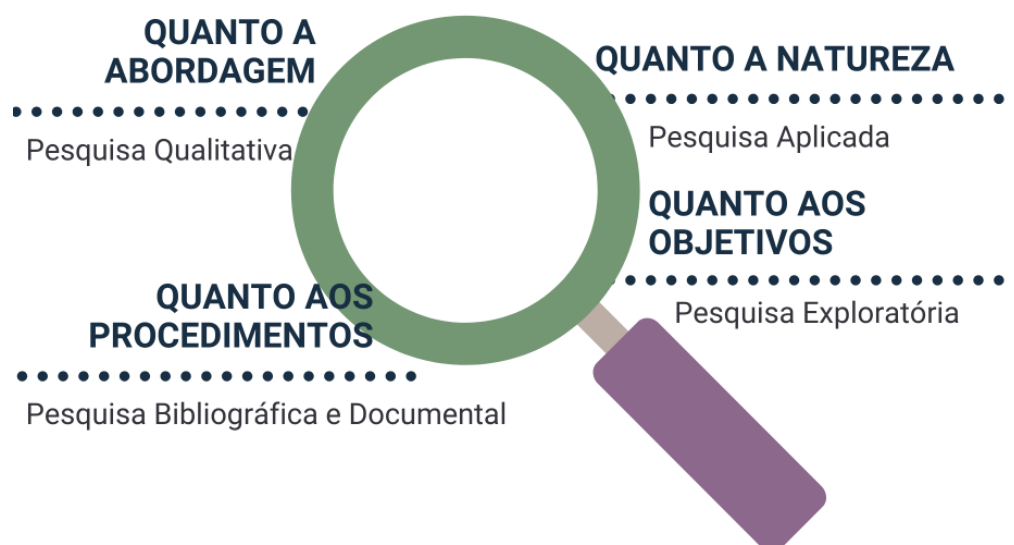 QUANTO A
ABORDAGEM
Pesquisa Qualitativa
QUANTO A NATUREZA
Pesquisa Aplicada
QUANTO AOS
OBJETIVOS
Pesquisa Exploratória
QUANTO AOS
PROCEDIMENTOS
Pesquisa Bibliográfica e Documental